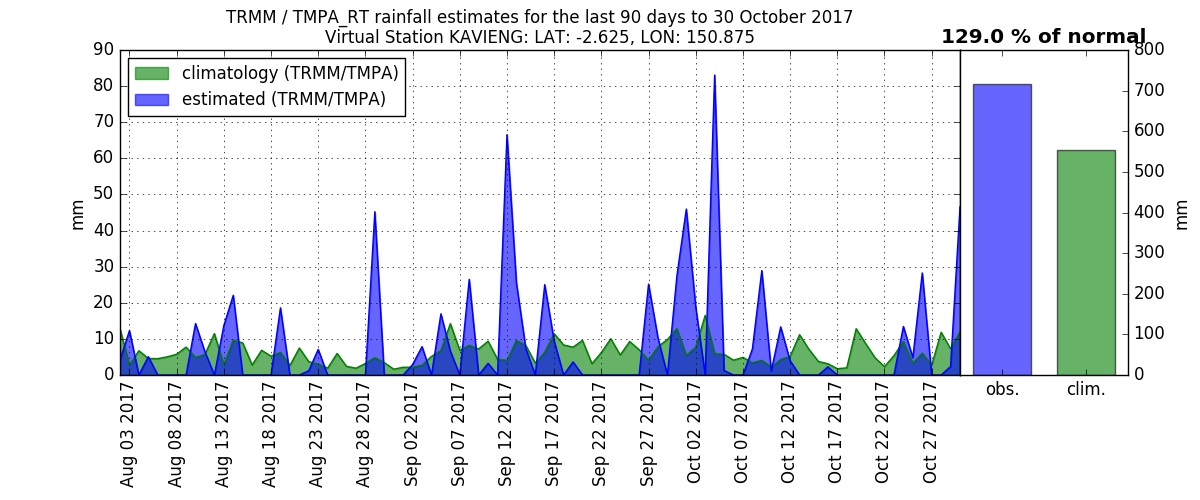 TRMM / TMPA_RT rainfall estimates for the last 90 days to 30 October 2017
Virtual Station KAVIENG: LAT: -2.625, LON: 150.875
129.0 % of normal
climatology (TRMM/TMPA)
estimated (TRMM/TMPA)
90
80
70
60
50
40
30
20
10
0
mm
Aug 03 2017
Aug 08 2017
Aug 13 2017
Aug 18 2017
Aug 23 2017
Aug 28 2017
Sep 02 2017
Sep 07 2017
Sep 12 2017
Sep 17 2017
Sep 22 2017
Sep 27 2017
Oct 02 2017
Oct 07 2017
Oct 12 2017
Oct 17 2017
Oct 22 2017
Oct 27 2017
obs.
clim.
800
700
600
500
400
300
200
100
0
mm